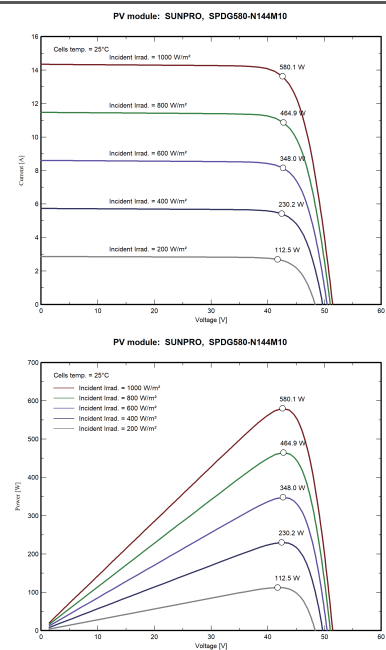 PV module: SUNPRO, SPDG580-N144M10
16
14
12
10
8
6
4
2
0
Current [A]
Cells temp. = 25°C
Incident Irrad. = 1000 W/m²
580.1 W
Incident Irrad. = 800 W/m²
464.9 W
Incident Irrad. = 600 W/m²
348.0 W
Incident Irrad. = 400 W/m²
230.2 W
Incident Irrad. = 200 W/m²
112.5 W
0 10 20 30 40 50 60
Voltage [V]
PV module: SUNPRO, SPDG580-N144M10
700
600
500
400
300
200
100
0
Power [W]
Cells temp. = 25°C
Incident Irrad. = 1000 W/m²
Incident Irrad. = 800 W/m²
Incident Irrad. = 600 W/m²
Incident Irrad. = 400 W/m²
Incident Irrad. = 200 W/m²
580.1 W
464.9 W
348.0 W
230.2 W
112.5 W
0 10 20 30 40 50 60
Voltage [V]